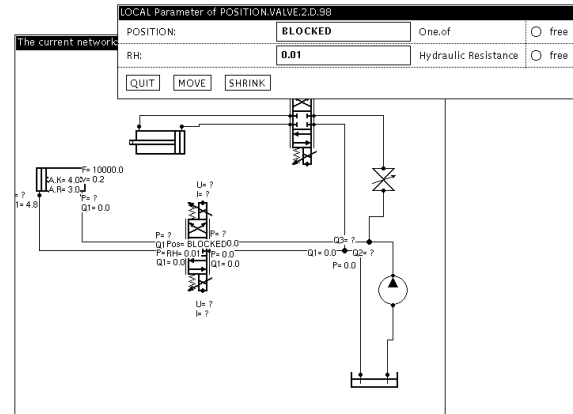 LOCAL Parameter of POSITION.VALVE.2.D.98
POSITION: BLOCKED One.of free
RH: 0.01 Hydraulic Resistance free
QUIT MOVE SHRINK
The current network
F= 10000.0
A.K= 4.0 v= 0.2
A.R= 3.0
= ? P= ?
1= 4.8 Q1= 0.0
U= ?
I= ?
P= ? P= ?
Q1 Pos= BLOCKED 0.0 Q3= ?
P= RH= 0.01 P= 0.0 Q1= 0.0 Q2= ?
Q1= 0.0 Q1= 0.0 P= 0.0
U= ?
I= ?